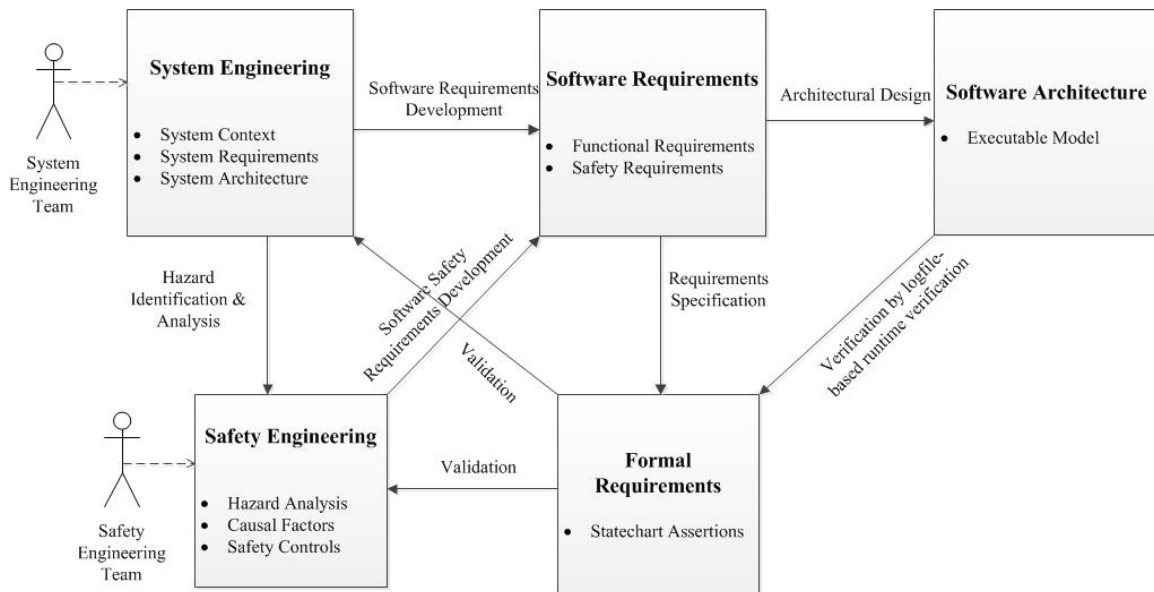 System Engineering
• System Context
• System Requirements
• System Architecture
System
Engineering
Team
Software Requirements
Development
Software Requirements
• Functional Requirements
• Safety Requirements
Architectural Design
Software Architecture
• Executable Model
Hazard
Identification &
Analysis
Software Safety
Requirements Development
Validation
Requirements
Specification
Verification by logfile-
based runtime verification
Safety Engineering
• Hazard Analysis
• Causal Factors
• Safety Controls
Safety
Engineering
Team
Validation
Formal
Requirements
• Statechart Assertions